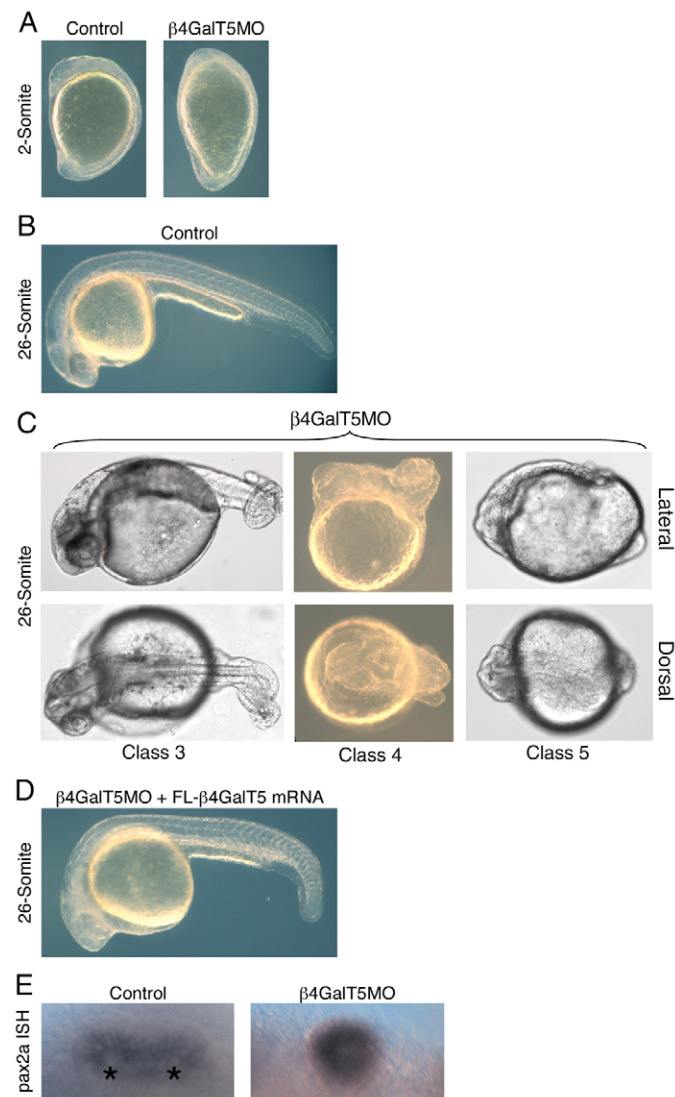 A
Control
β4GalT5MO
2-Somite
B
Control
26-Somite
C
β4GalT5MO
26-Somite
Lateral
Dorsal
Class 3
Class 4
Class 5
D
β4GalT5MO + FL-β4GalT5 mRNA
26-Somite
E
Control
β4GalT5MO
pax2a ISH
* *